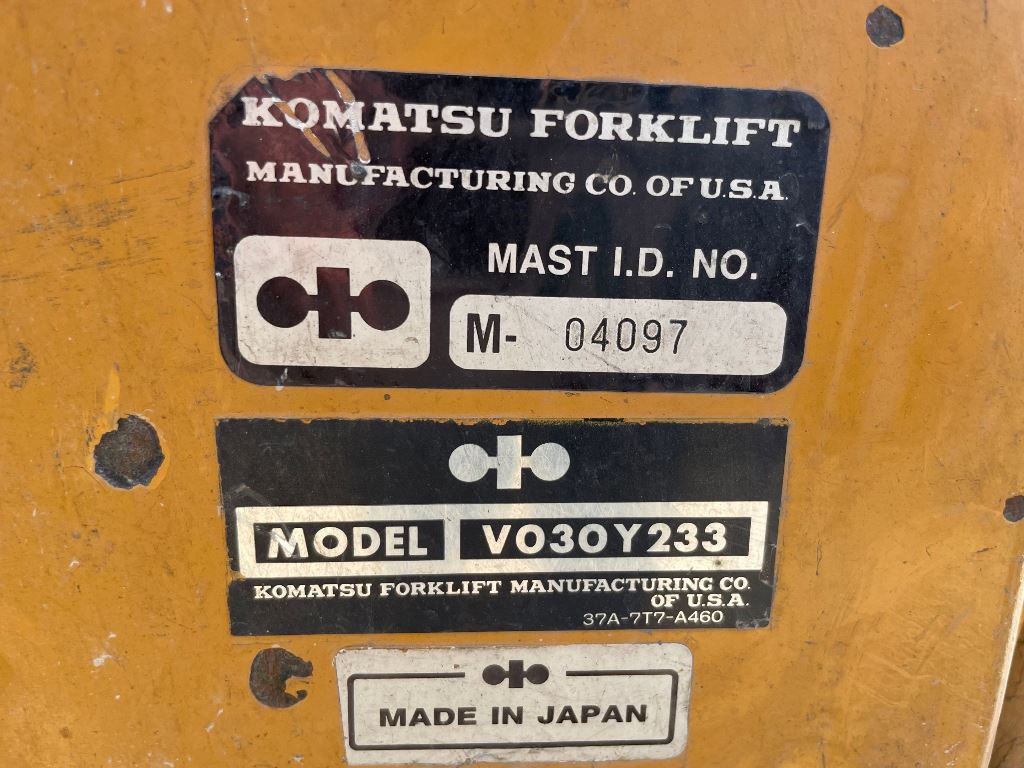 KOMATSU FORKLIFT
MANUFACTURING CO. OF U.S.A.
MAST I.D. NO.
M- 04097
MODEL VO30Y233
KOMATSU FORKLIFT MANUFACTURING CO.
OF U.S.A.
37A-7T7-A460
MADE IN JAPAN